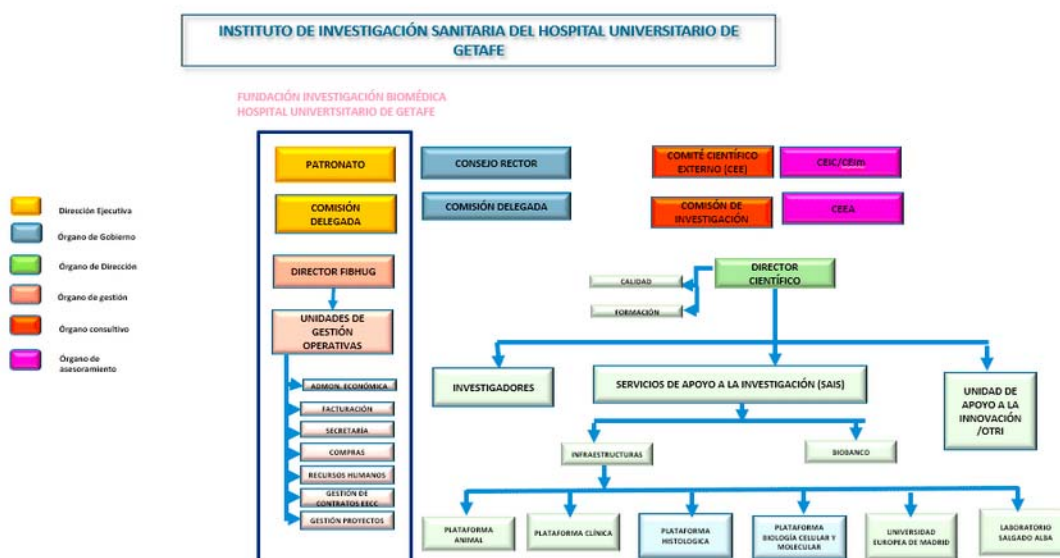 INSTITUTO DE INVESTIGACIÓN SANITARIA DEL HOSPITAL UNIVERSITARIO DE
GETAFE
FUNDACIÓN INVESTIGACIÓN BIOMÉDICA
HOSPITAL UNIVERTSITARIO DE GETAFE
PATRONATO
CONSEJO RECTOR
COMITÉ CIENTÍFICO
EXTERNO (CEE)
CEIC/CEIm
COMISIÓN
DELEGADA
COMISIÓN DELEGADA
COMISÓN DE
INVESTIGACIÓN
CEEA
Dirección Ejecutiva
Órgano de Gobierno
Órgano de Dirección
Órgano de gestión
Órgano consultivo
Órgano de
asesoramiento
DIRECTOR FIBHUG
DIRECTOR
CIENTÍFICO
CALIDAD
FORMACIÓN
UNIDADES DE
GESTIÓN
OPERATIVAS
ADMON. ECONÓMICA
FACTURACIÓN
SECRETARÍA
COMPRAS
RECURSOS HUMANOS
GESTIÓN DE
CONTRATOS EECC
GESTIÓN PROYECTOS
INVESTIGADORES
SERVICIOS DE APOYO A LA INVESTIGACIÓN (SAIS)
UNIDAD DE
APOYO A LA
INNOVACIÓN
/OTRI
INFRAESTRUCTURAS
BIOBANCO
PLATAFORMA
ANIMAL
PLATAFORMA CLÍNICA
PLATAFORMA
HISTOLOGICA
PLATAFORMA
BIOLOGÍA CELULAR Y
MOLECULAR
UNIVERSIDAD
EUROPEA DE MADRID
LABORATORIO
SALGADO ALBA